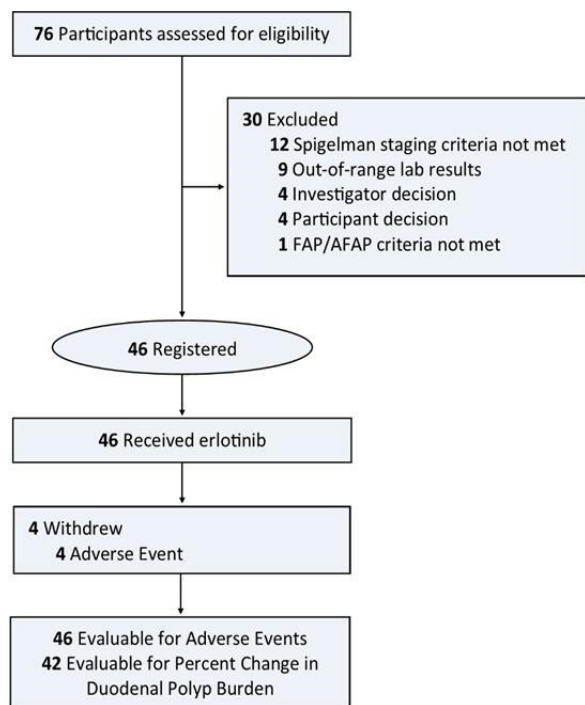 76 Participants assessed for eligibility
30 Excluded
12 Spigelman staging criteria not met
9 Out-of-range lab results
4 Investigator decision
4 Participant decision
1 FAP/AFAP criteria not met
46 Registered
46 Received erlotinib
4 Withdrew
4 Adverse Event
46 Evaluable for Adverse Events
42 Evaluable for Percent Change in
Duodenal Polyp Burden